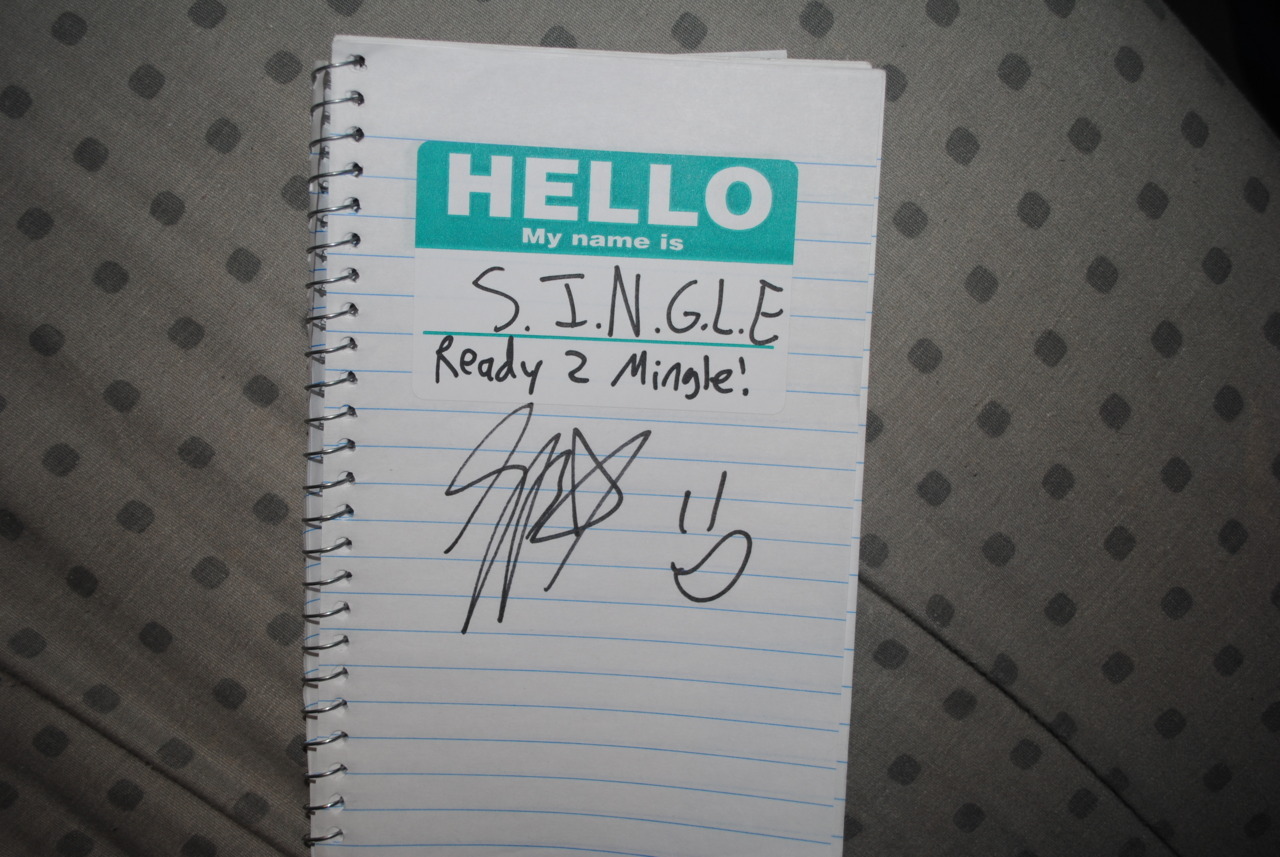 HELLO
My name is
S.I.N.G.L.E
Ready 2 Mingle!